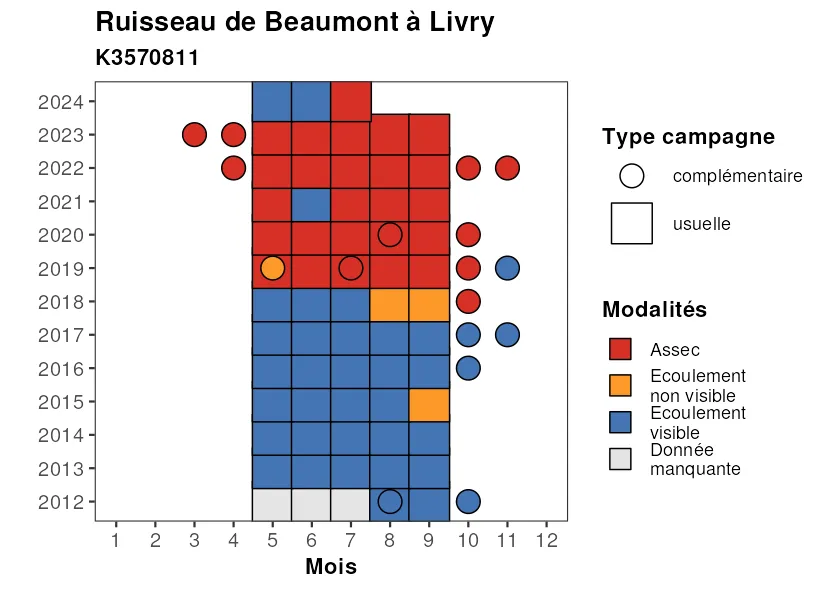 Ruisseau de Beaumont à Livry
K3570811
2024
2023
2022
2021
2020
2019
2018
2017
2016
2015
2014
2013
2012
1 2 3 4 5 6 7 8 9 10 11 12
Mois
Type campagne
complémentaire
usuelle
Modalités
Assec
Ecoulement
non visible
Ecoulement
visible
Donnée
manquante